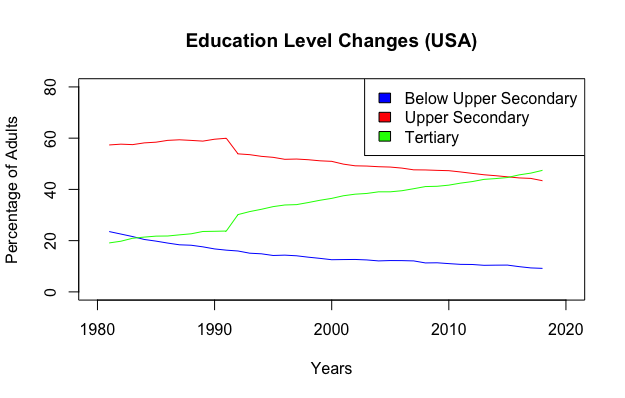 Education Level Changes (USA)
Below Upper Secondary
Upper Secondary
Tertiary
Percentage of Adults
80
60
40
20
0
1980 1990 2000 2010 2020
Years